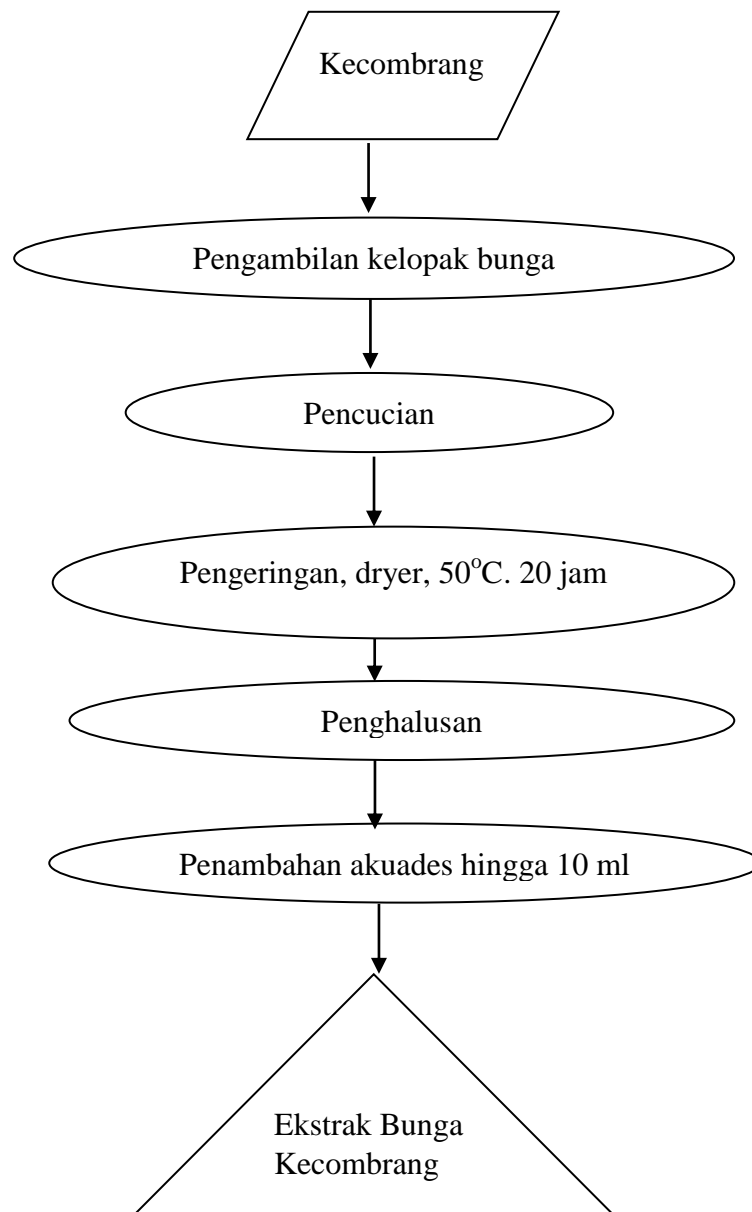 Kecombrang
Pengambilan kelopak bunga
Pencucian
Pengeringan, dryer, 50°C. 20 jam
Penghalusan
Penambahan akuades hingga 10 ml
Ekstrak Bunga
Kecombrang